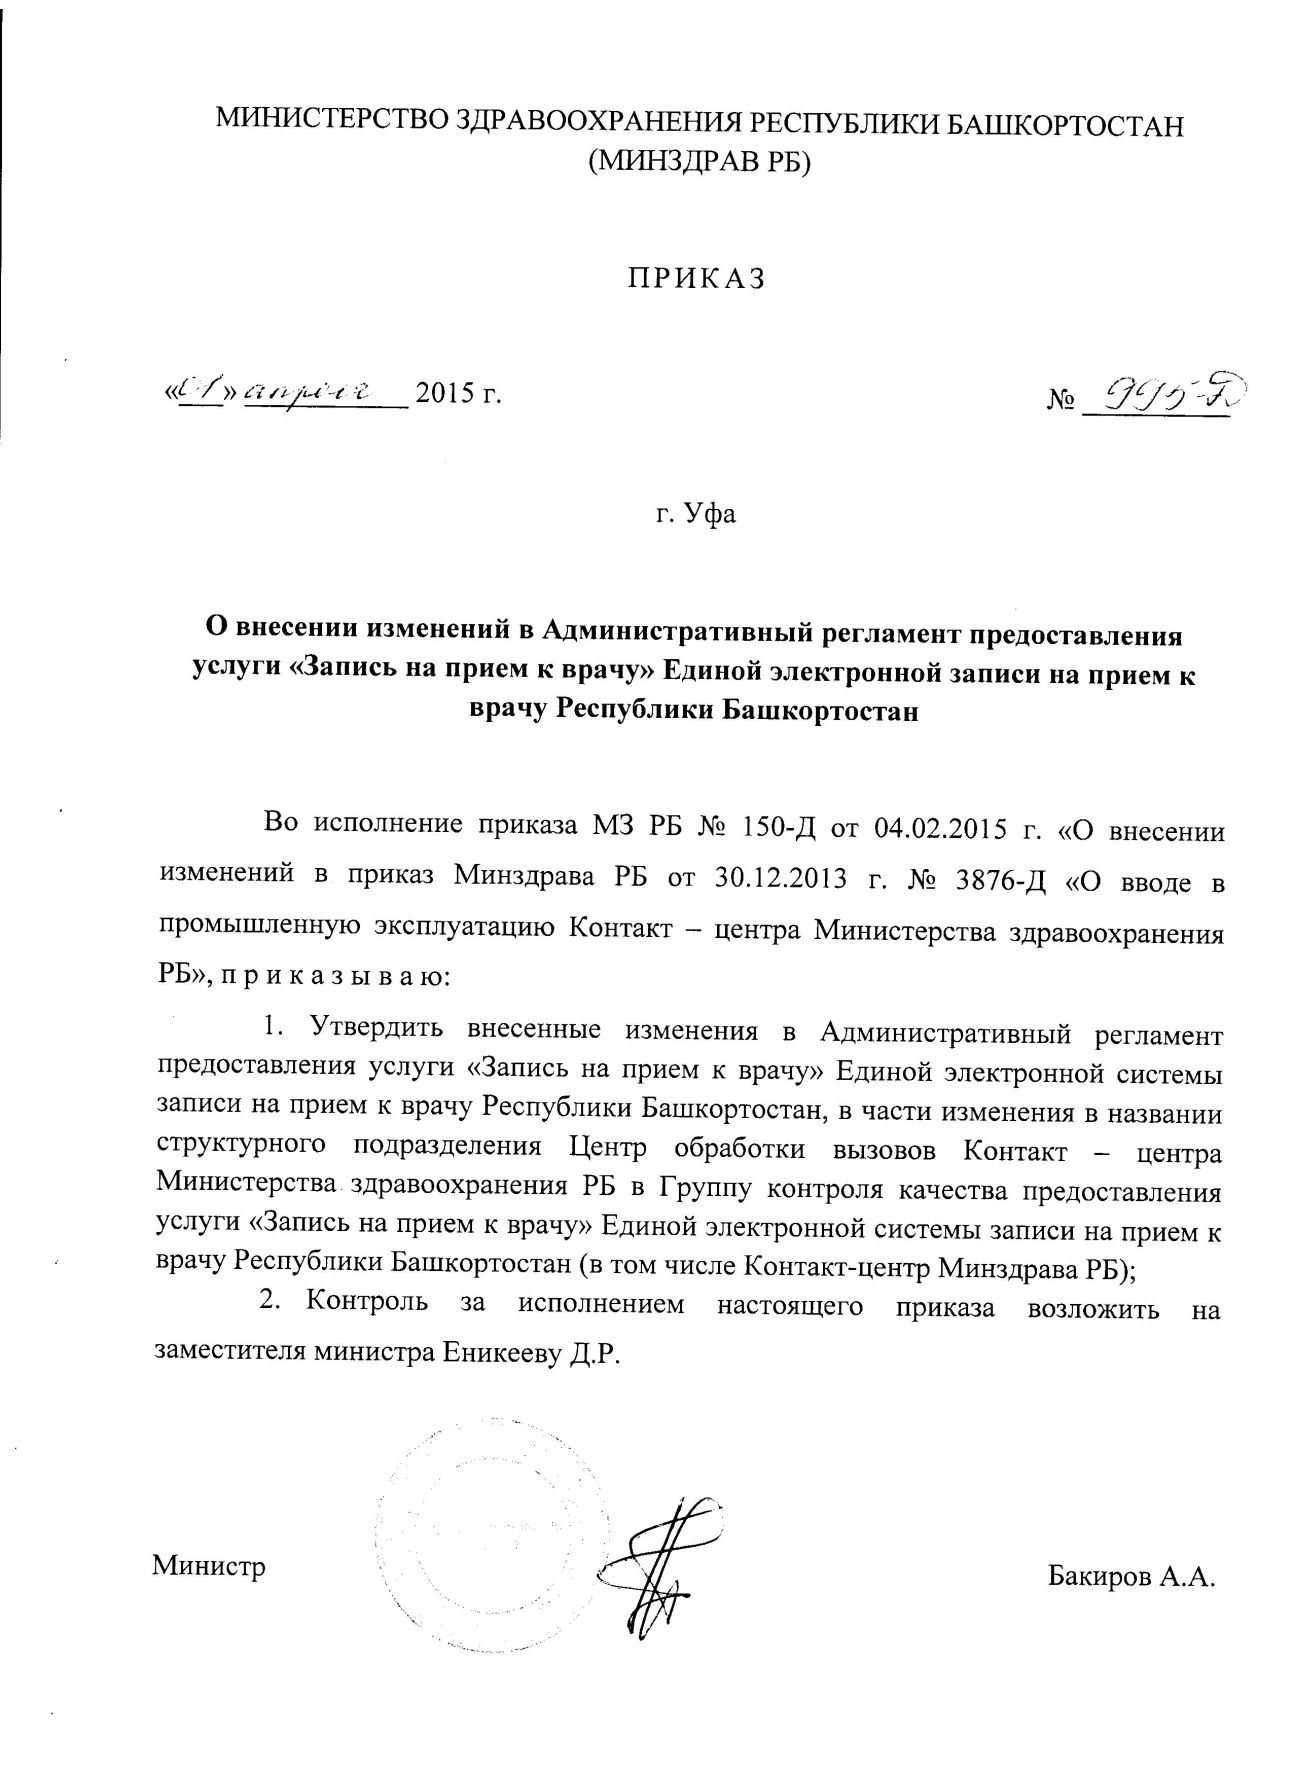 МИНИСТЕРСТВО ЗДРАВООХРАНЕНИЯ РЕСПУБЛИКИ БАШКОРТОСТАН
(МИНЗДРАВ РБ)
ПРИКАЗ
«01» апреля 2015 г. № 995-Д
г. Уфа
О внесении изменений в Административный регламент предоставления
услуги «Запись на прием к врачу» Единой электронной записи на прием к
врачу Республики Башкортостан
Во исполнение приказа МЗ РБ № 150-Д от 04.02.2015 г. «О внесении
изменений в приказ Минздрава РБ от 30.12.2013 г. № 3876-Д «О вводе в
промышленную эксплуатацию Контакт – центра Министерства здравоохранения
РБ», п р и к а з ы в а ю:
1. Утвердить внесенные изменения в Административный регламент
предоставления услуги «Запись на прием к врачу» Единой электронной системы
записи на прием к врачу Республики Башкортостан, в части изменения в названии
структурного подразделения Центр обработки вызовов Контакт – центра
Министерства здравоохранения РБ в Группу контроля качества предоставления
услуги «Запись на прием к врачу» Единой электронной системы записи на прием к
врачу Республики Башкортостан (в том числе Контакт-центр Минздрава РБ);
2. Контроль за исполнением настоящего приказа возложить на
заместителя министра Еникееву Д.Р.
Министр Бакиров А.А.